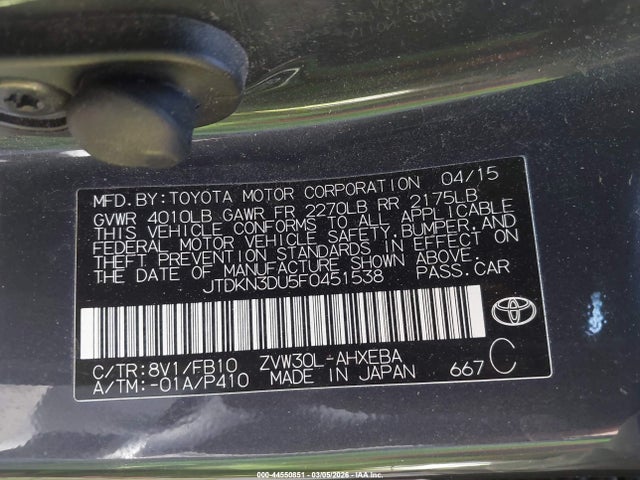 MFD. BY: TOYOTA MOTOR CORPORATION 04/15
GVWR 4010LB GAWR FR 2270LB RR 2175LB
THIS VEHICLE CONFORMS TO ALL APPLICABLE
FEDERAL MOTOR VEHICLE SAFETY, BUMPER, AND
THEFT PREVENTION STANDARDS IN EFFECT ON
THE DATE OF MANUFACTURE SHOWN ABOVE.
JTDKN3DU5F0451538 PASS. CAR
C/TR: 8V1/FB10 ZVW30L-AHXEBA
A/TM: -01A/P410 MADE IN JAPAN 667 C
000-44550851 - 03/05/2026 - IAA Inc.